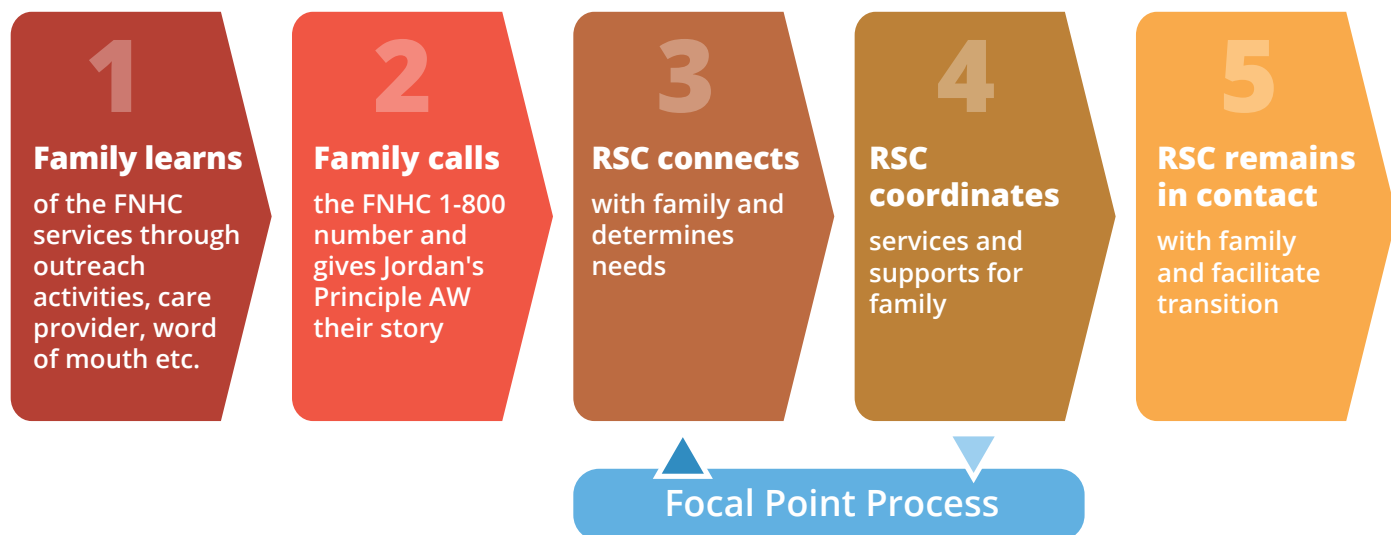 1
Family learns
of the FNHC
services through
outreach
activities, care
provider, word
of mouth etc.
2
Family calls
the FNHC 1-800
number and
gives Jordan's
Principle AW
their story
3
RSC connects
with family and
determines
needs
4
RSC
coordinates
services and
supports for
family
5
RSC remains
in contact
with family
and facilitate
transition
Focal Point Process